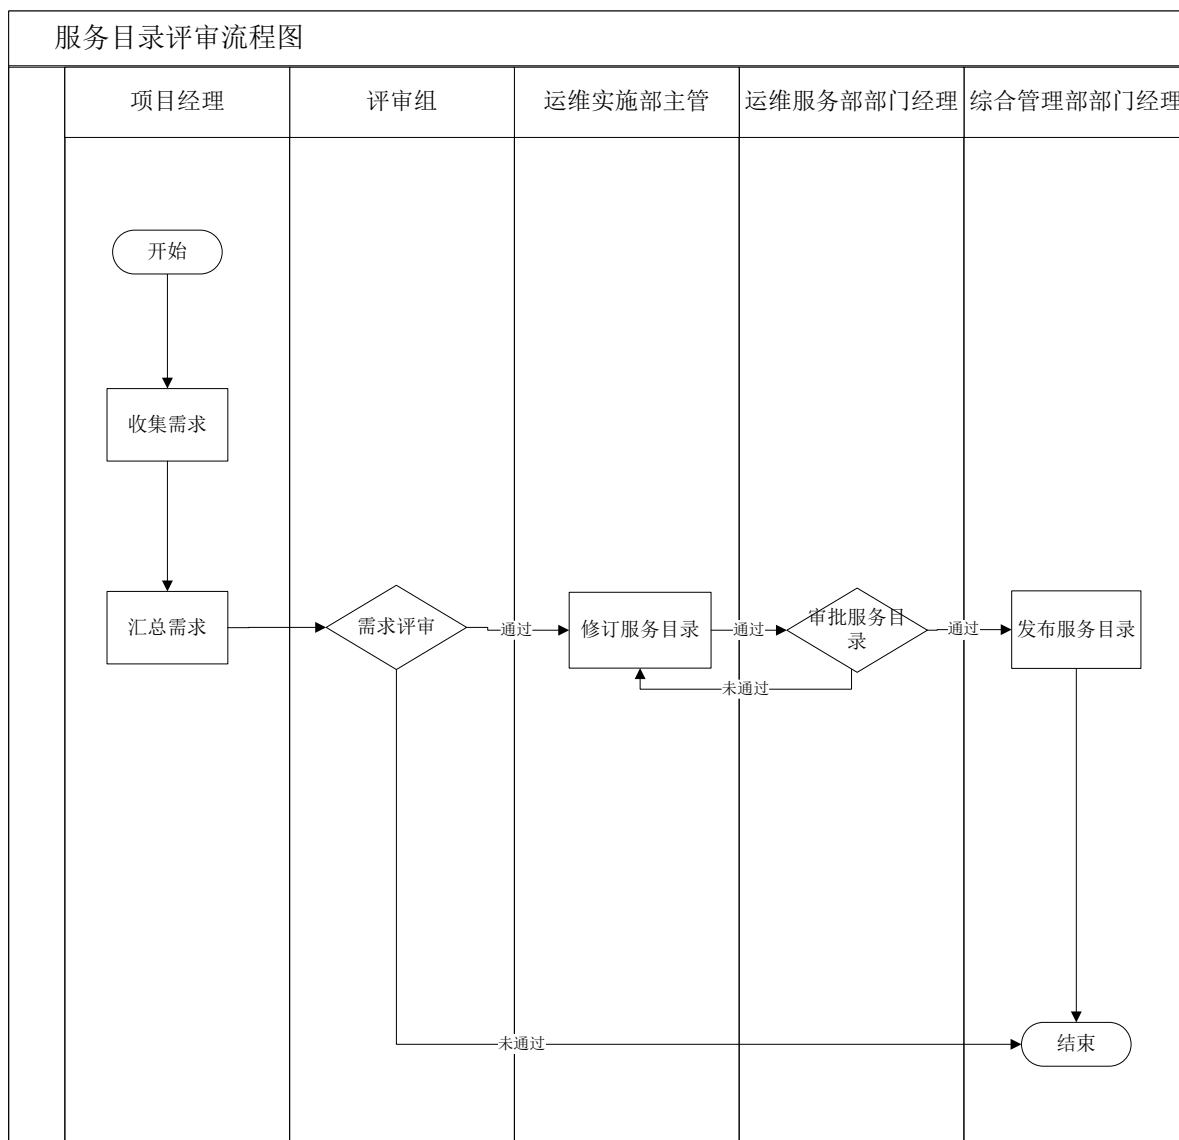 服务目录评审流程图
项目经理
评审组
运维实施部主管
运维服务部部门经理
综合管理部部门经理
开始
收集需求
汇总需求
需求评审
通过
修订服务目录
通过
审批服务目
录
通过
发布服务目录
未通过
未通过
结束